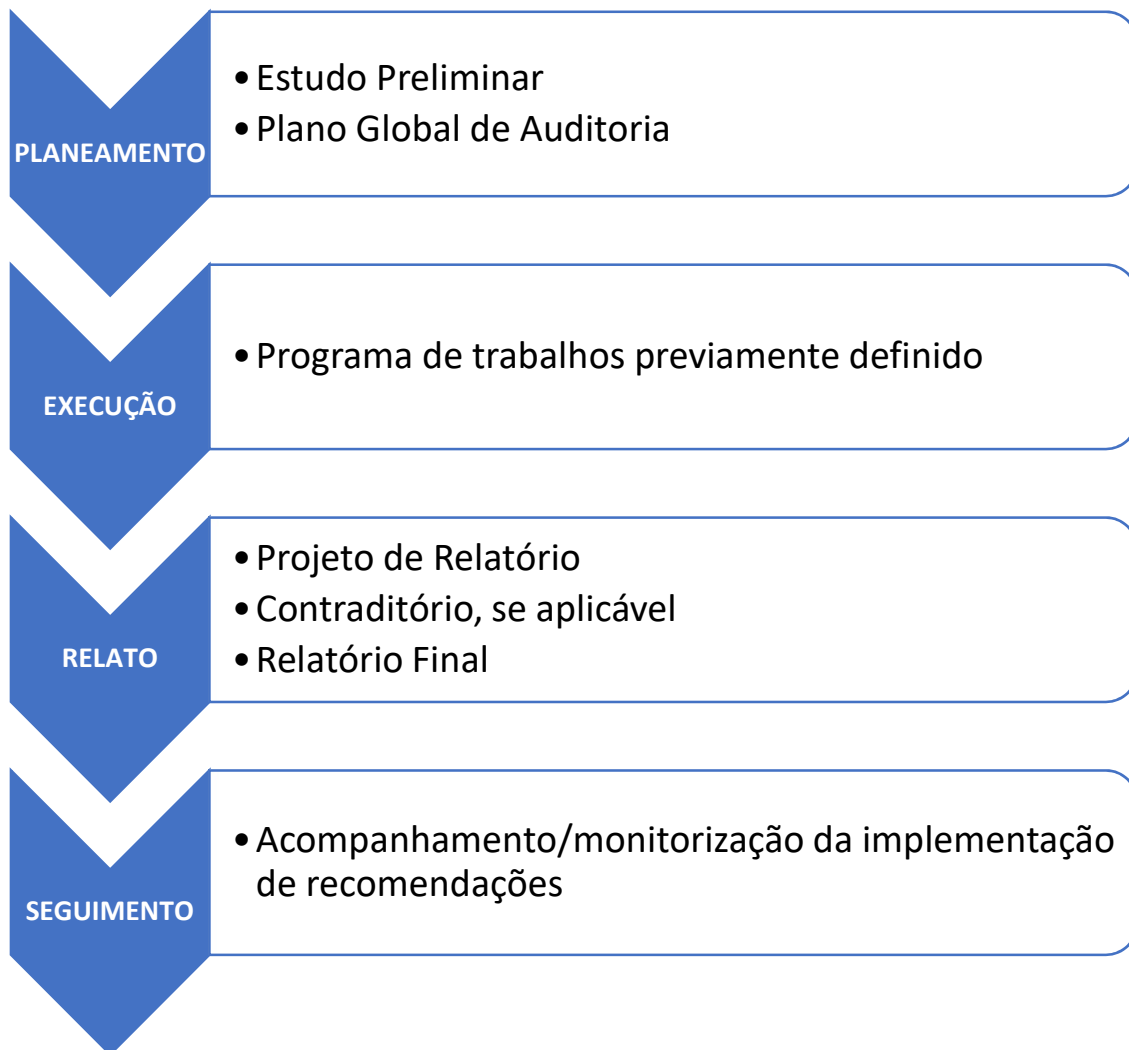 PLANEAMENTO
• Estudo Preliminar
• Plano Global de Auditoria
EXECUÇÃO
• Programa de trabalhos previamente definido
RELATO
• Projeto de Relatório
• Contraditório, se aplicável
• Relatório Final
SEGUIMENTO
• Acompanhamento/monitorização da implementação
de recomendações